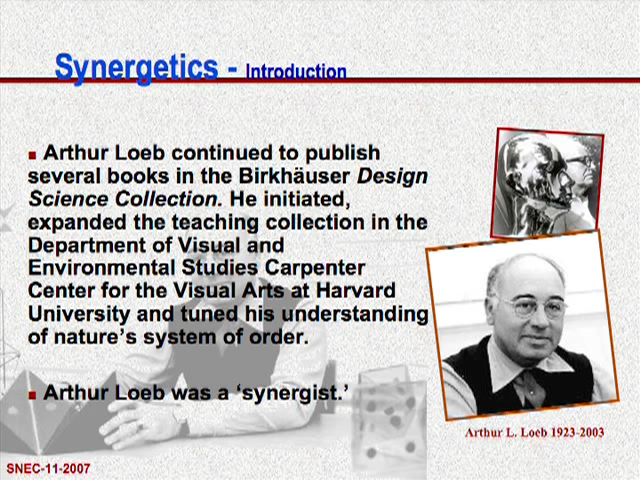 Synergetics - Introduction
■ Arthur Loeb continued to publish
several books in the Birkhäuser Design
Science Collection. He initiated,
expanded the teaching collection in the
Department of Visual and
Environmental Studies Carpenter
Center for the Visual Arts at Harvard
University and tuned his understanding
of nature's system of order.
■ Arthur Loeb was a ‘synergist.’
Arthur L. Loeb 1923-2003
SNEC-11-2007